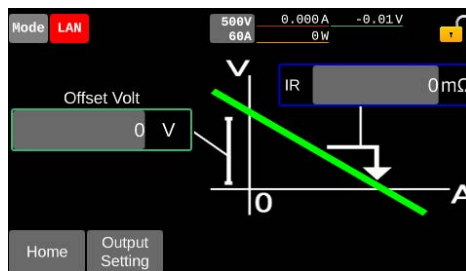 Mode LAN 500V 0.000A -0.01V
60A 0W
V
IR 0mΩ
Offset Volt
0 V
0
A
Home Output
Setting